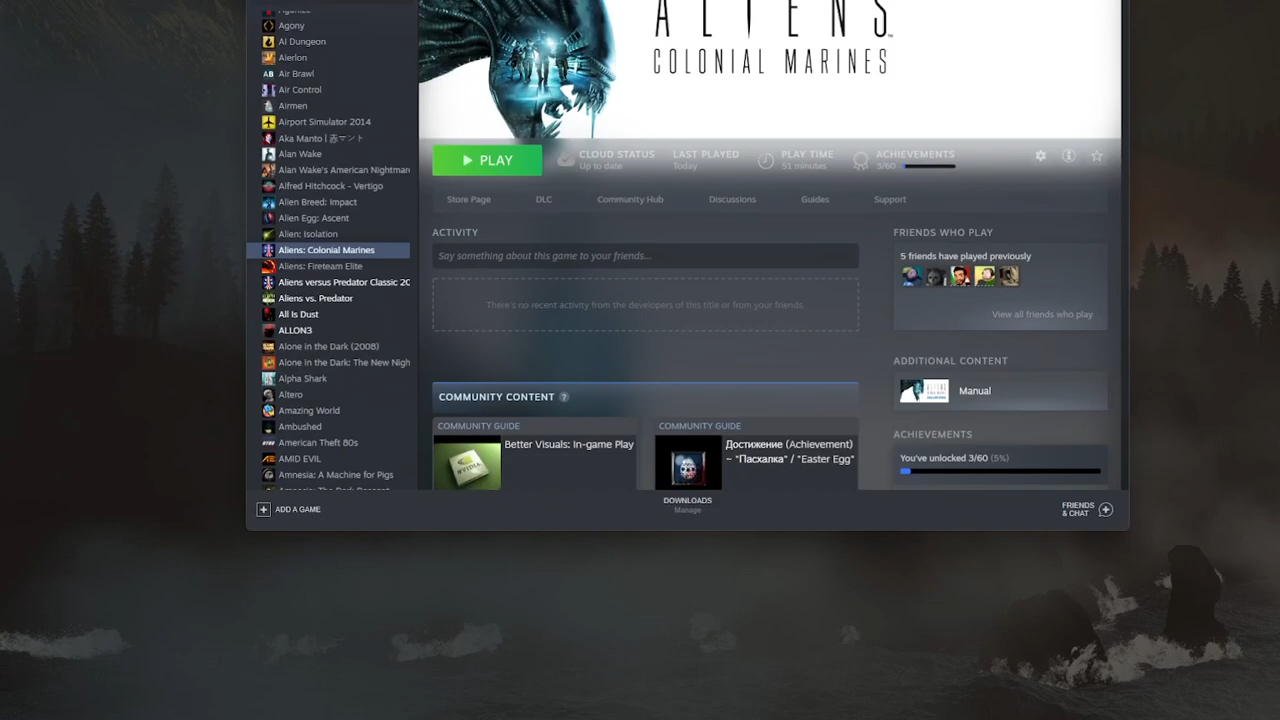 Agony
AI Dungeon
Alerlon
Air Brawl
Air Control
Airmen
Airport Simulator 2014
Aka Manto | 赤マント
Alan Wake
Alan Wake's American Nightmare
Alfred Hitchcock - Vertigo
Alien Breed: Impact
Alien Egg: Ascent
Alien: Isolation
Aliens: Colonial Marines
Aliens: Fireteam Elite
Aliens versus Predator Classic 20
Aliens vs. Predator
All Is Dust
ALLON3
Alone in the Dark (2008)
Alone in the Dark: The New Nigh
Alpha Shark
Altero
Amazing World
Ambushed
American Theft 80s
AMID EVIL
Amnesia: A Machine for Pigs
ADD A GAME
ALIENS
COLONIAL MARINES
PLAY
CLOUD STATUS
Up to date
LAST PLAYED
Today
PLAY TIME
51 minutes
ACHIEVEMENTS
3/60
Store Page
DLC
Community Hub
Discussions
Guides
Support
ACTIVITY
Say something about this game to your friends...
There's no recent activity from the developers of this title or from your friends.
COMMUNITY CONTENT ?
COMMUNITY GUIDE
Better Visuals: In-game Play
NVIDIA
COMMUNITY GUIDE
Достижение (Achievement)
– "Пасхалка" / "Easter Egg"
FRIENDS WHO PLAY
5 friends have played previously
View all friends who play
ADDITIONAL CONTENT
Manual
ACHIEVEMENTS
You've unlocked 3/60 (5%)
DOWNLOADS
Manage
FRIENDS
& CHAT